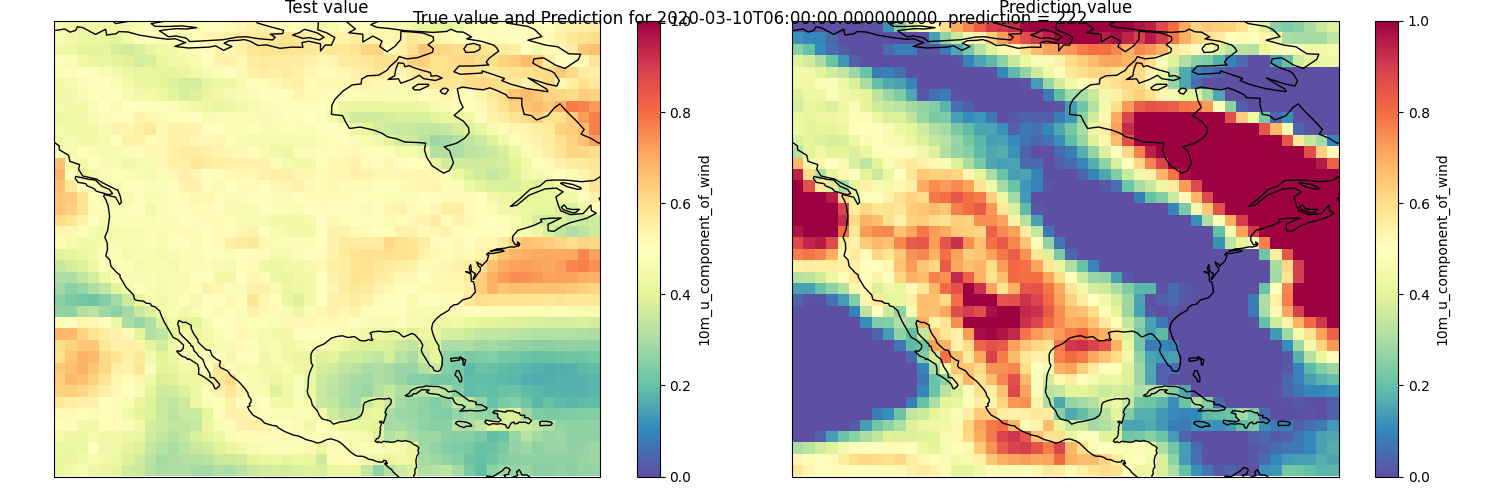 Test value
True value and Prediction for 2020-03-10T06:00:00.000000000, prediction = 222
Prediction value
1.0
0.8
0.6
0.4
0.2
0.0
10m_u_component_of_wind
1.0
0.8
0.6
0.4
0.2
0.0
10m_u_component_of_wind